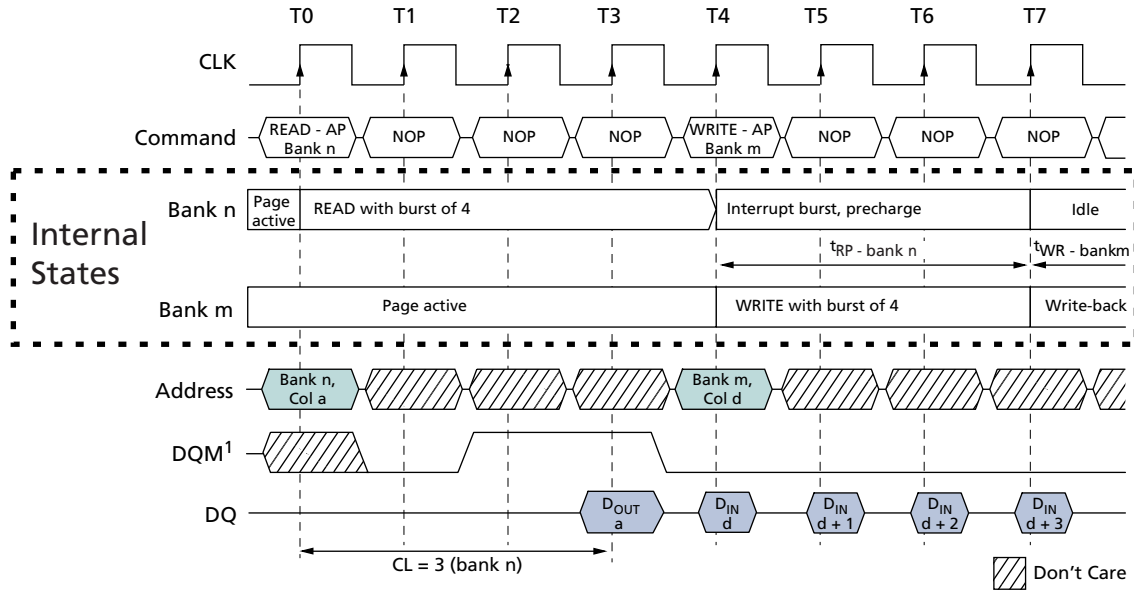 T0 T1 T2 T3 T4 T5 T6 T7
CLK
Command
READ - AP
Bank n
NOP
NOP
NOP
WRITE - AP
Bank m
NOP
NOP
NOP
Internal
States
Bank n
Page
active
READ with burst of 4
Interrupt burst, precharge
Idle
tRP - bank n
tWR - bankm
Bank m
Page active
WRITE with burst of 4
Write-back
Address
Bank n,
Col a
Bank m,
Col d
DQM1
DQ
DOUT
a
DIN
d
DIN
d + 1
DIN
d + 2
DIN
d + 3
CL = 3 (bank n)
Don't Care